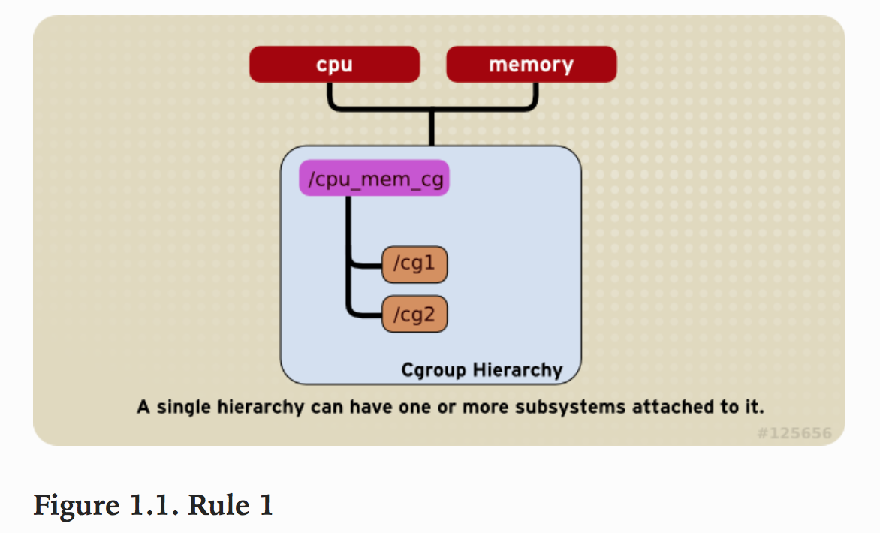 cpu
memory
/cpu_mem_cg
/cg1
/cg2
Cgroup Hierarchy
A single hierarchy can have one or more subsystems attached to it.
#125656
Figure 1.1. Rule 1